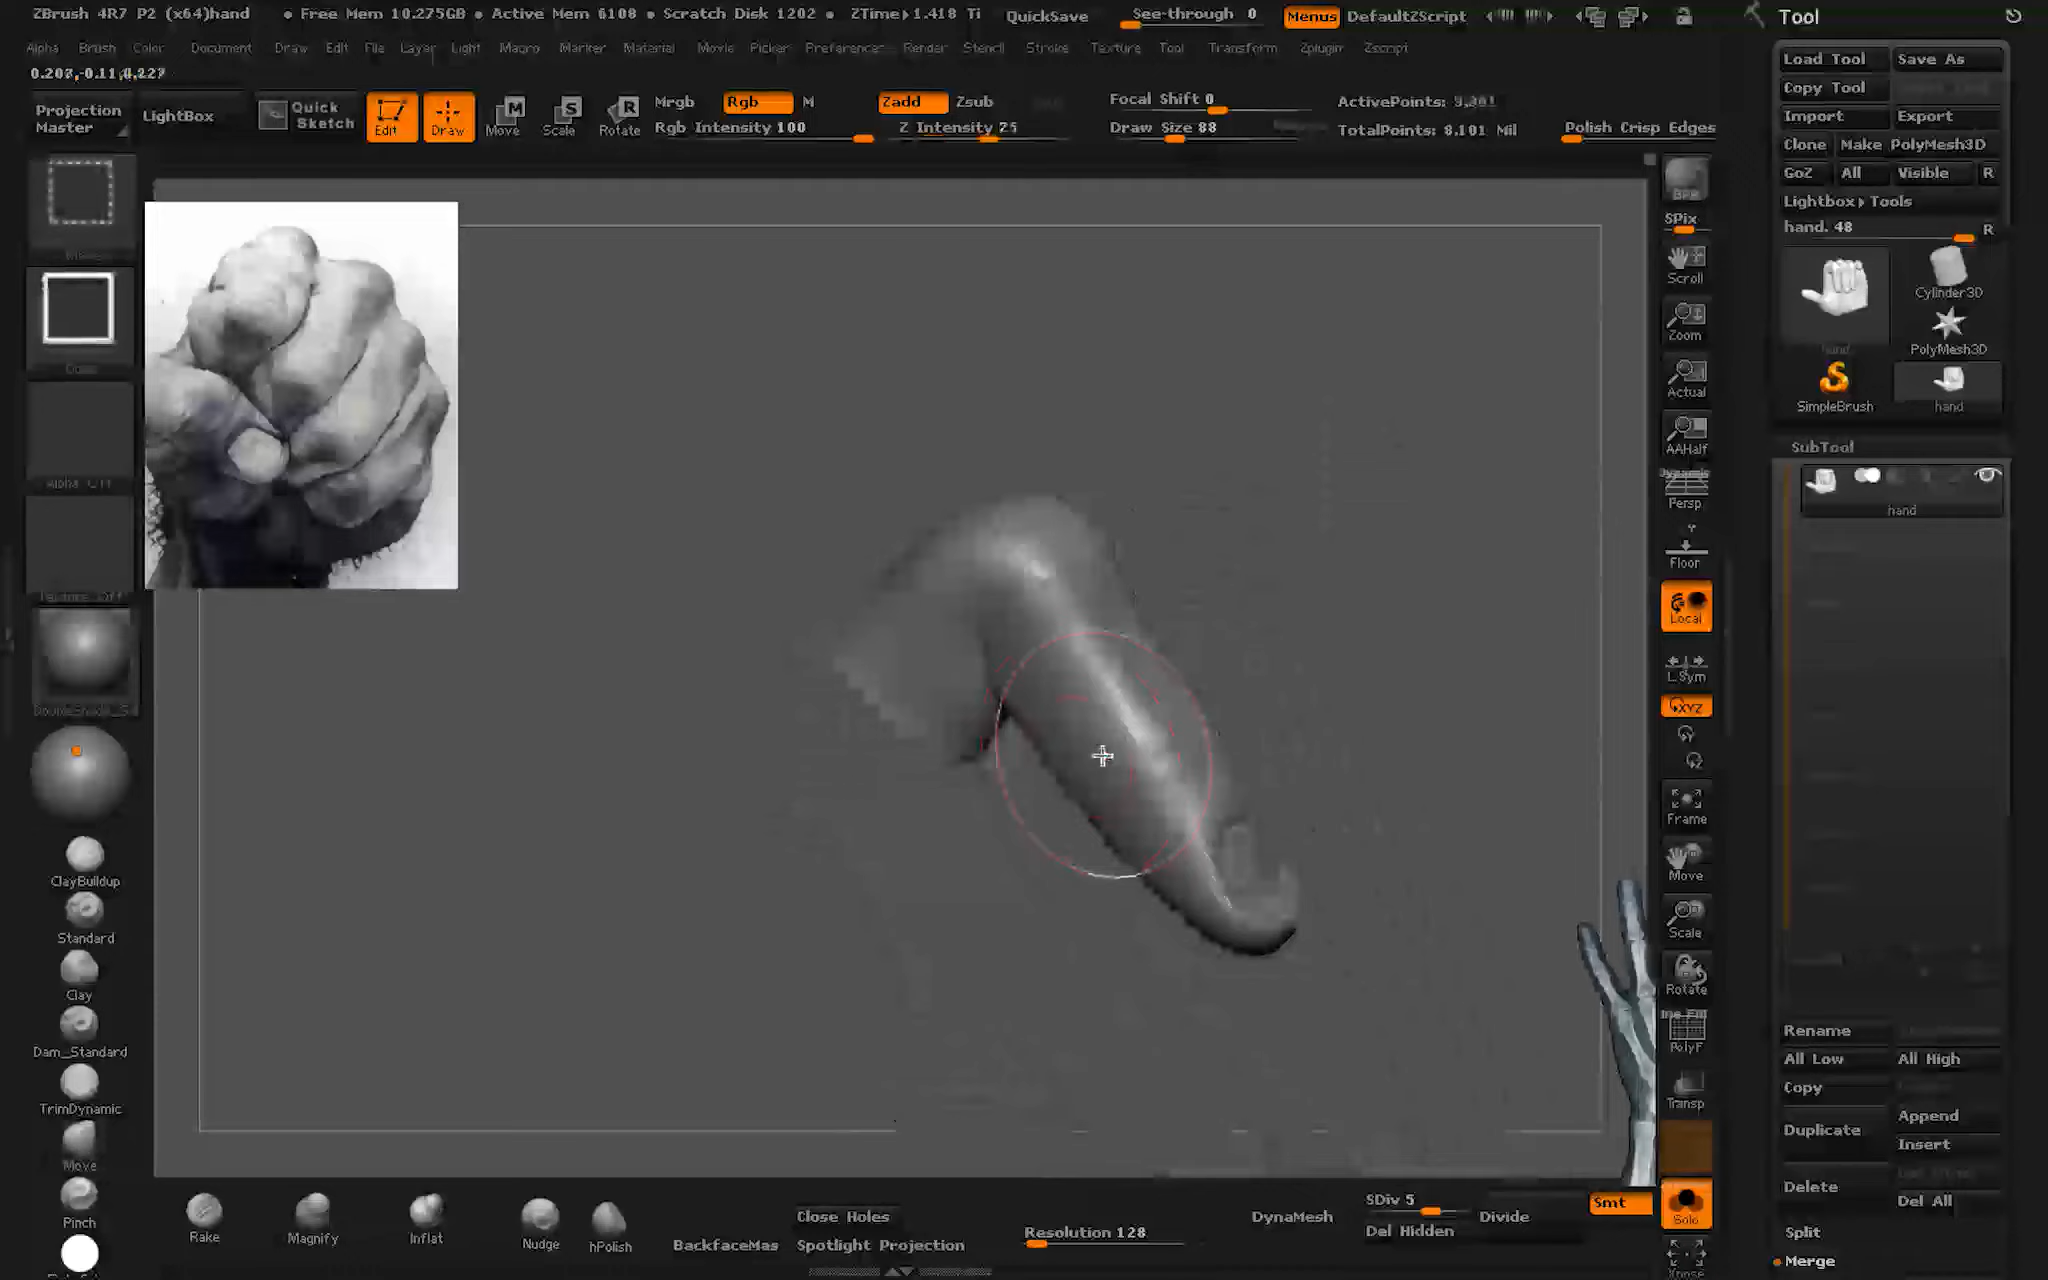 ZBrush 4R7 P2 (x64)hand • Free Mem 10.275GB • Active Mem 6108 • Scratch Disk 1202 • ZTime▸1.418 Ti QuickSave See-through 0 Menus DefaultZScript Tool
Alpha Brush Color Document Draw Edit File Layer Light Macro Marker Material Movie Picker Preferences Render Stencil Stroke Texture Tool Transform Zplugin Zscript
Load Tool Save As
Copy Tool
Import Export
Clone Make PolyMesh3D
GoZ All Visible R
Lightbox▸Tools
hand. 48 R
Cylinder3D
PolyMesh3D
SimpleBrush hand
Projection Master
LightBox
Quick Sketch
Edit Draw Move Scale Rotate
Mrgb Rgb M
Rgb Intensity 100
Zadd Zsub
Z Intensity 25
Focal Shift 0
Draw Size 88
ActivePoints:
TotalPoints: 8.101 Mil
Polish Crisp Edges
BPR
SPix
Scroll
Zoom
Actual
AAHalf
Dynamic
Persp
Floor
Local
L.Sym
XYZ
Frame
Move
Scale
Rotate
PolyF
Transp
Solo
Xpose
SubTool
hand
Rename
All Low All High
Copy
Append
Duplicate
Insert
Delete
Del All
Split
Merge
ClayBuildup
Standard
Clay
Dam_Standard
TrimDynamic
Move
Pinch
Rake Magnify Inflat Nudge hPolish
BackfaceMas
Close Holes
Spotlight Projection
Resolution 128
DynaMesh
SDiv 5
Del Hidden
Divide
Smt